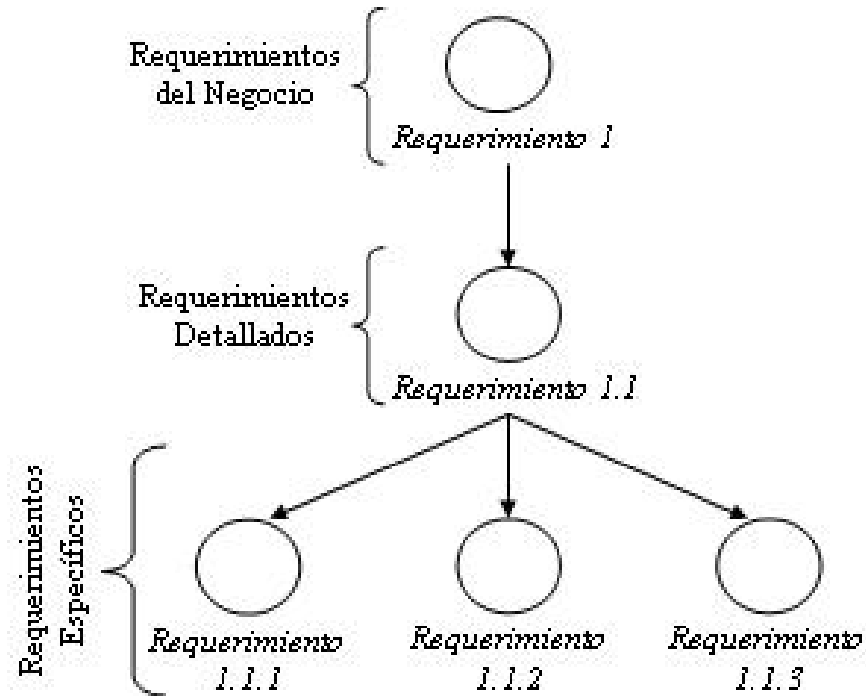 Requerimientos
del Negocio
Requerimiento 1
Requerimientos
Detallados
Requerimiento 1.1
Requerimientos
Específicos
Requerimiento
1.1.1
Requerimiento
1.1.2
Requerimiento
1.1.3